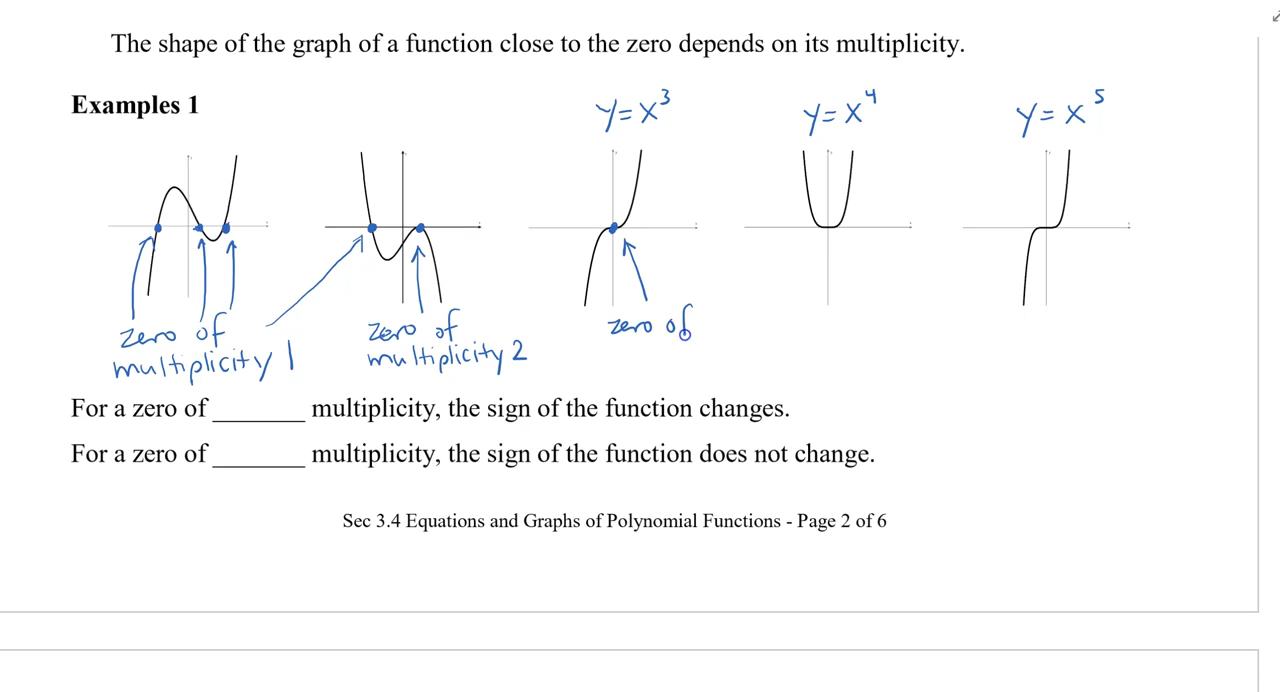 The shape of the graph of a function close to the zero depends on its multiplicity.
Examples 1
y = x³
y = x⁴
y = x⁵
zero of
multiplicity 1
zero of
multiplicity 2
zero of
For a zero of _______ multiplicity, the sign of the function changes.
For a zero of _______ multiplicity, the sign of the function does not change.
Sec 3.4 Equations and Graphs of Polynomial Functions - Page 2 of 6